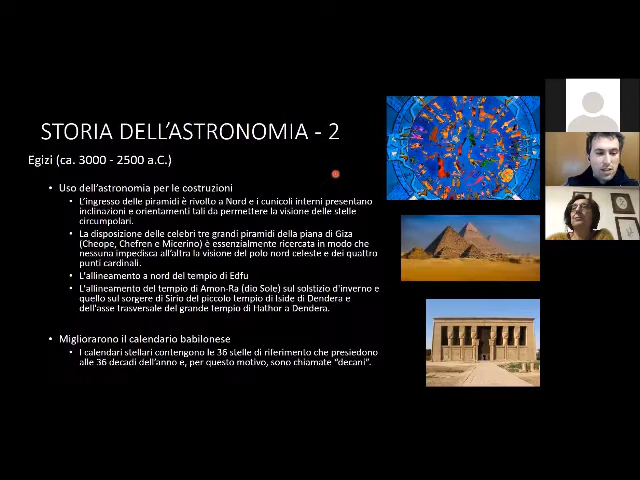 STORIA DELL'ASTRONOMIA - 2
Egizi (ca. 3000 - 2500 a.C.)
• Uso dell'astronomia per le costruzioni
• L'ingresso delle piramidi è rivolto a Nord e i cunicoli interni presentano
inclinazioni e orientamenti tali da permettere la visione delle stelle
circumpolari.
• La disposizione delle celebri tre grandi piramidi della piana di Giza
(Cheope, Chefren e Micerino) è essenzialmente ricercata in modo che
nessuna impedisca all'altra la visione del polo nord celeste e dei quattro
punti cardinali.
• L'allineamento a nord del tempio di Edfu
• L'allineamento del tempio di Amon-Ra (dio Sole) sul solstizio d'inverno e
quello sul sorgere di Sirio del piccolo tempio di Iside di Dendera e
dell'asse trasversale del grande tempio di Hathor a Dendera.
• Migliorarono il calendario babilonese
• I calendari stellari contengono le 36 stelle di riferimento che presiedono
alle 36 decadi dell'anno e, per questo motivo, sono chiamate "decani".